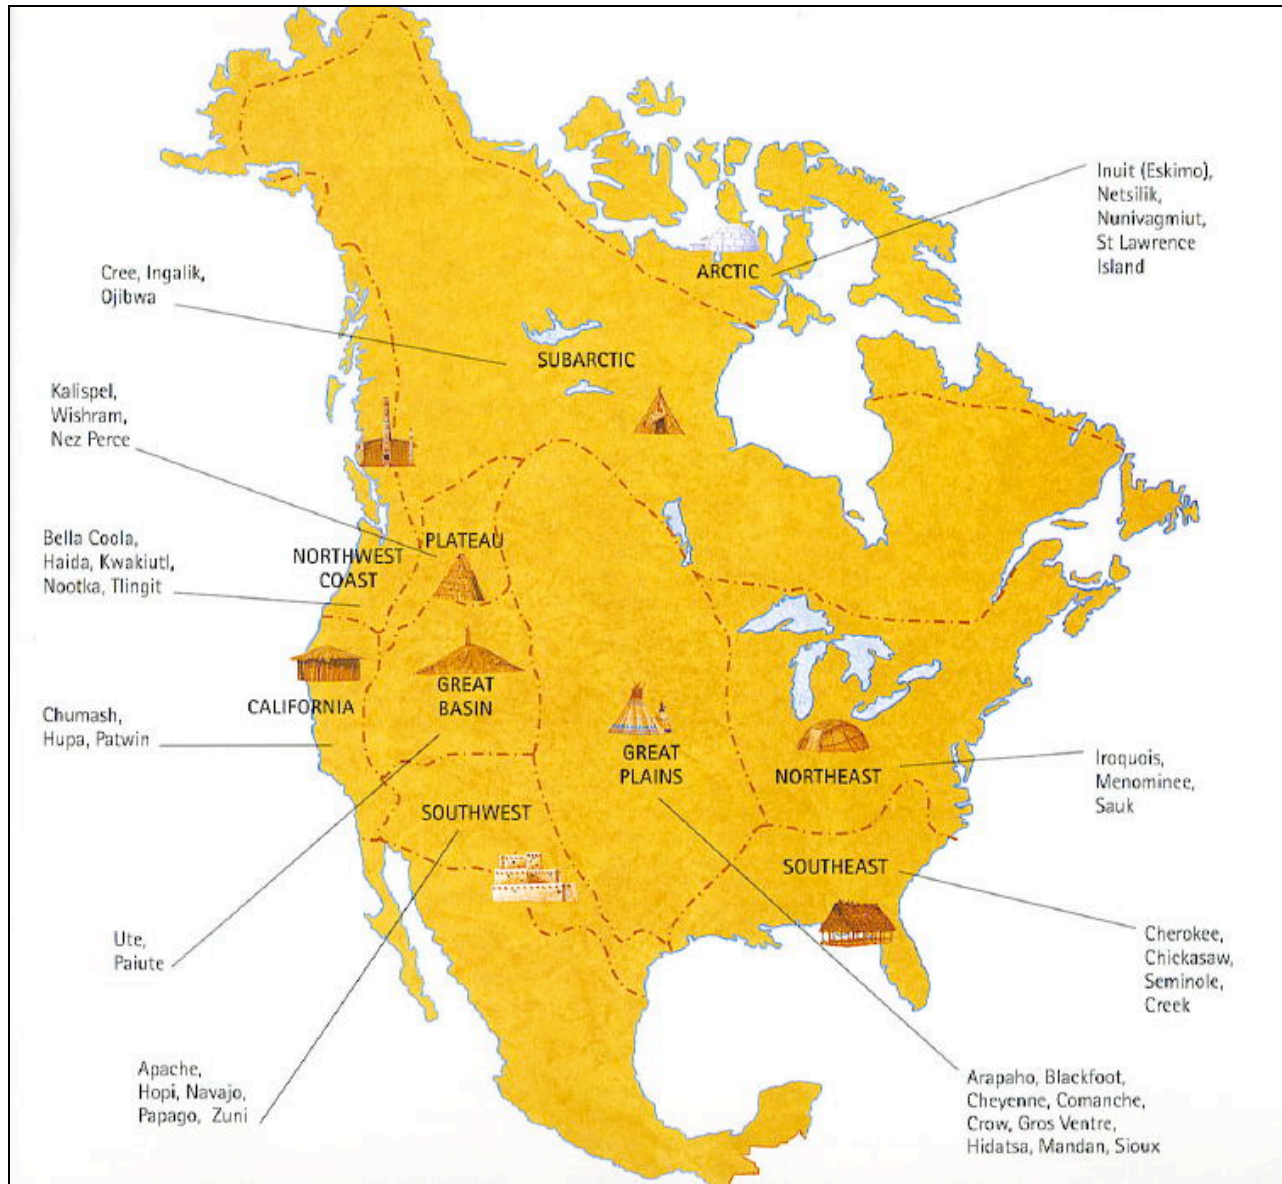 Inuit (Eskimo),
Netsilik,
Nunivagmiut,
St Lawrence
Island
ARCTIC
Cree, Ingalik,
Ojibwa
SUBARCTIC
Kalispel,
Wishram,
Nez Perce
PLATEAU
Bella Coola,
Haida, Kwakiutl,
Nootka, Tlingit
NORTHWEST
COAST
CALIFORNIA
Chumash,
Hupa, Patwin
GREAT
BASIN
GREAT
PLAINS
NORTHEAST
Iroquois,
Menominee,
Sauk
SOUTHWEST
SOUTHEAST
Ute,
Paiute
Cherokee,
Chickasaw,
Seminole,
Creek
Apache,
Hopi, Navajo,
Papago, Zuni
Arapaho, Blackfoot,
Cheyenne, Comanche,
Crow, Gros Ventre,
Hidatsa, Mandan, Sioux